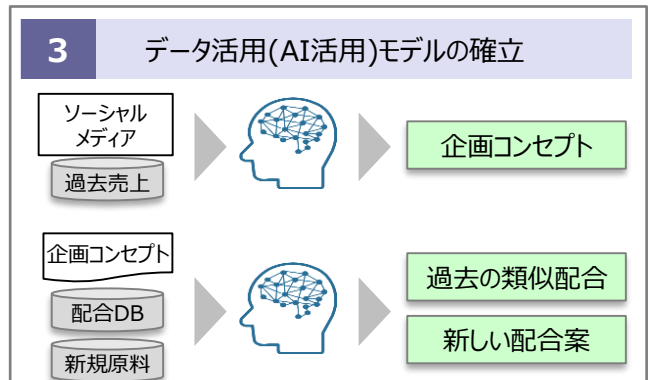 3
データ活用(AI活用)モデルの確立
ソーシャル
メディア
過去売上
企画コンセプト
企画コンセプト
配合DB
新規原料
過去の類似配合
新しい配合案